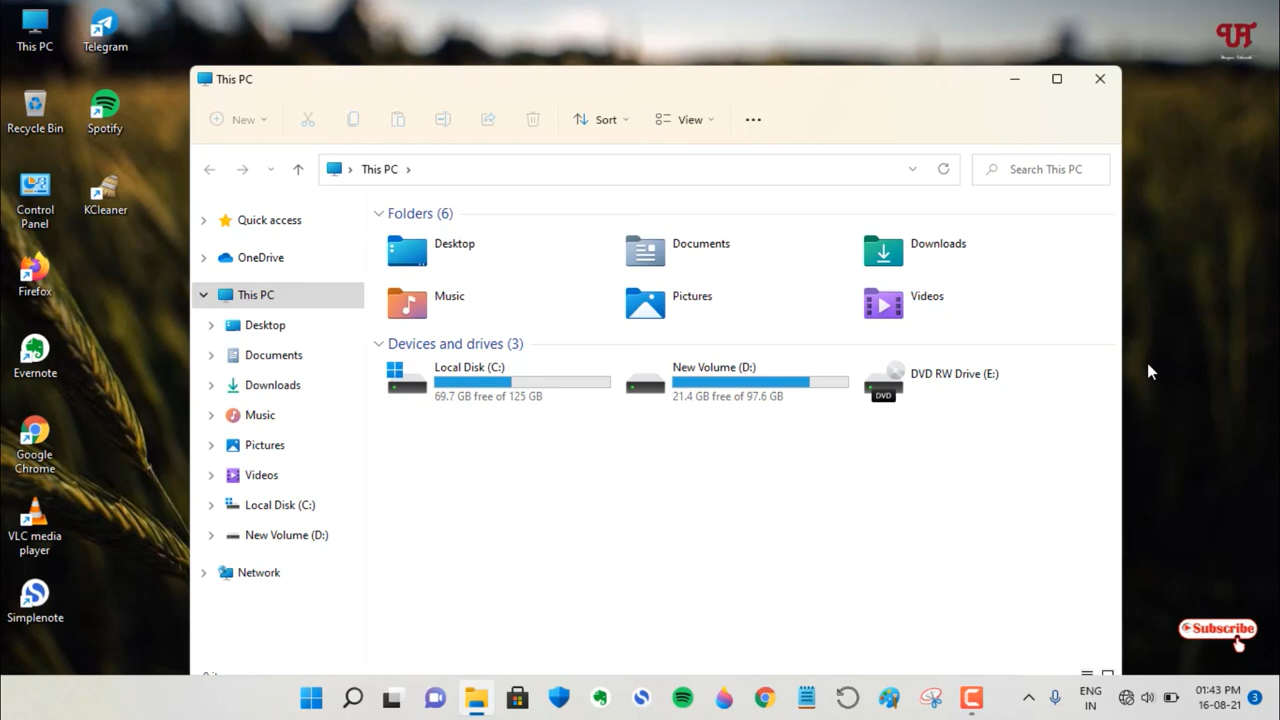 This PC
Telegram
Recycle Bin
Spotify
Control
Panel
KCleaner
Firefox
Evernote
Google
Chrome
VLC media
player
Simplenote
This PC
New
Sort
View
This PC
Search This PC
Quick access
OneDrive
This PC
Desktop
Documents
Downloads
Music
Pictures
Videos
Local Disk (C:)
New Volume (D:)
Network
Folders (6)
Desktop
Documents
Downloads
Music
Pictures
Videos
Devices and drives (3)
Local Disk (C:)
69.7 GB free of 125 GB
New Volume (D:)
21.4 GB free of 97.6 GB
DVD RW Drive (E:)
DVD
UT
Subscribe
ENG
IN
01:43 PM
16-08-21
3